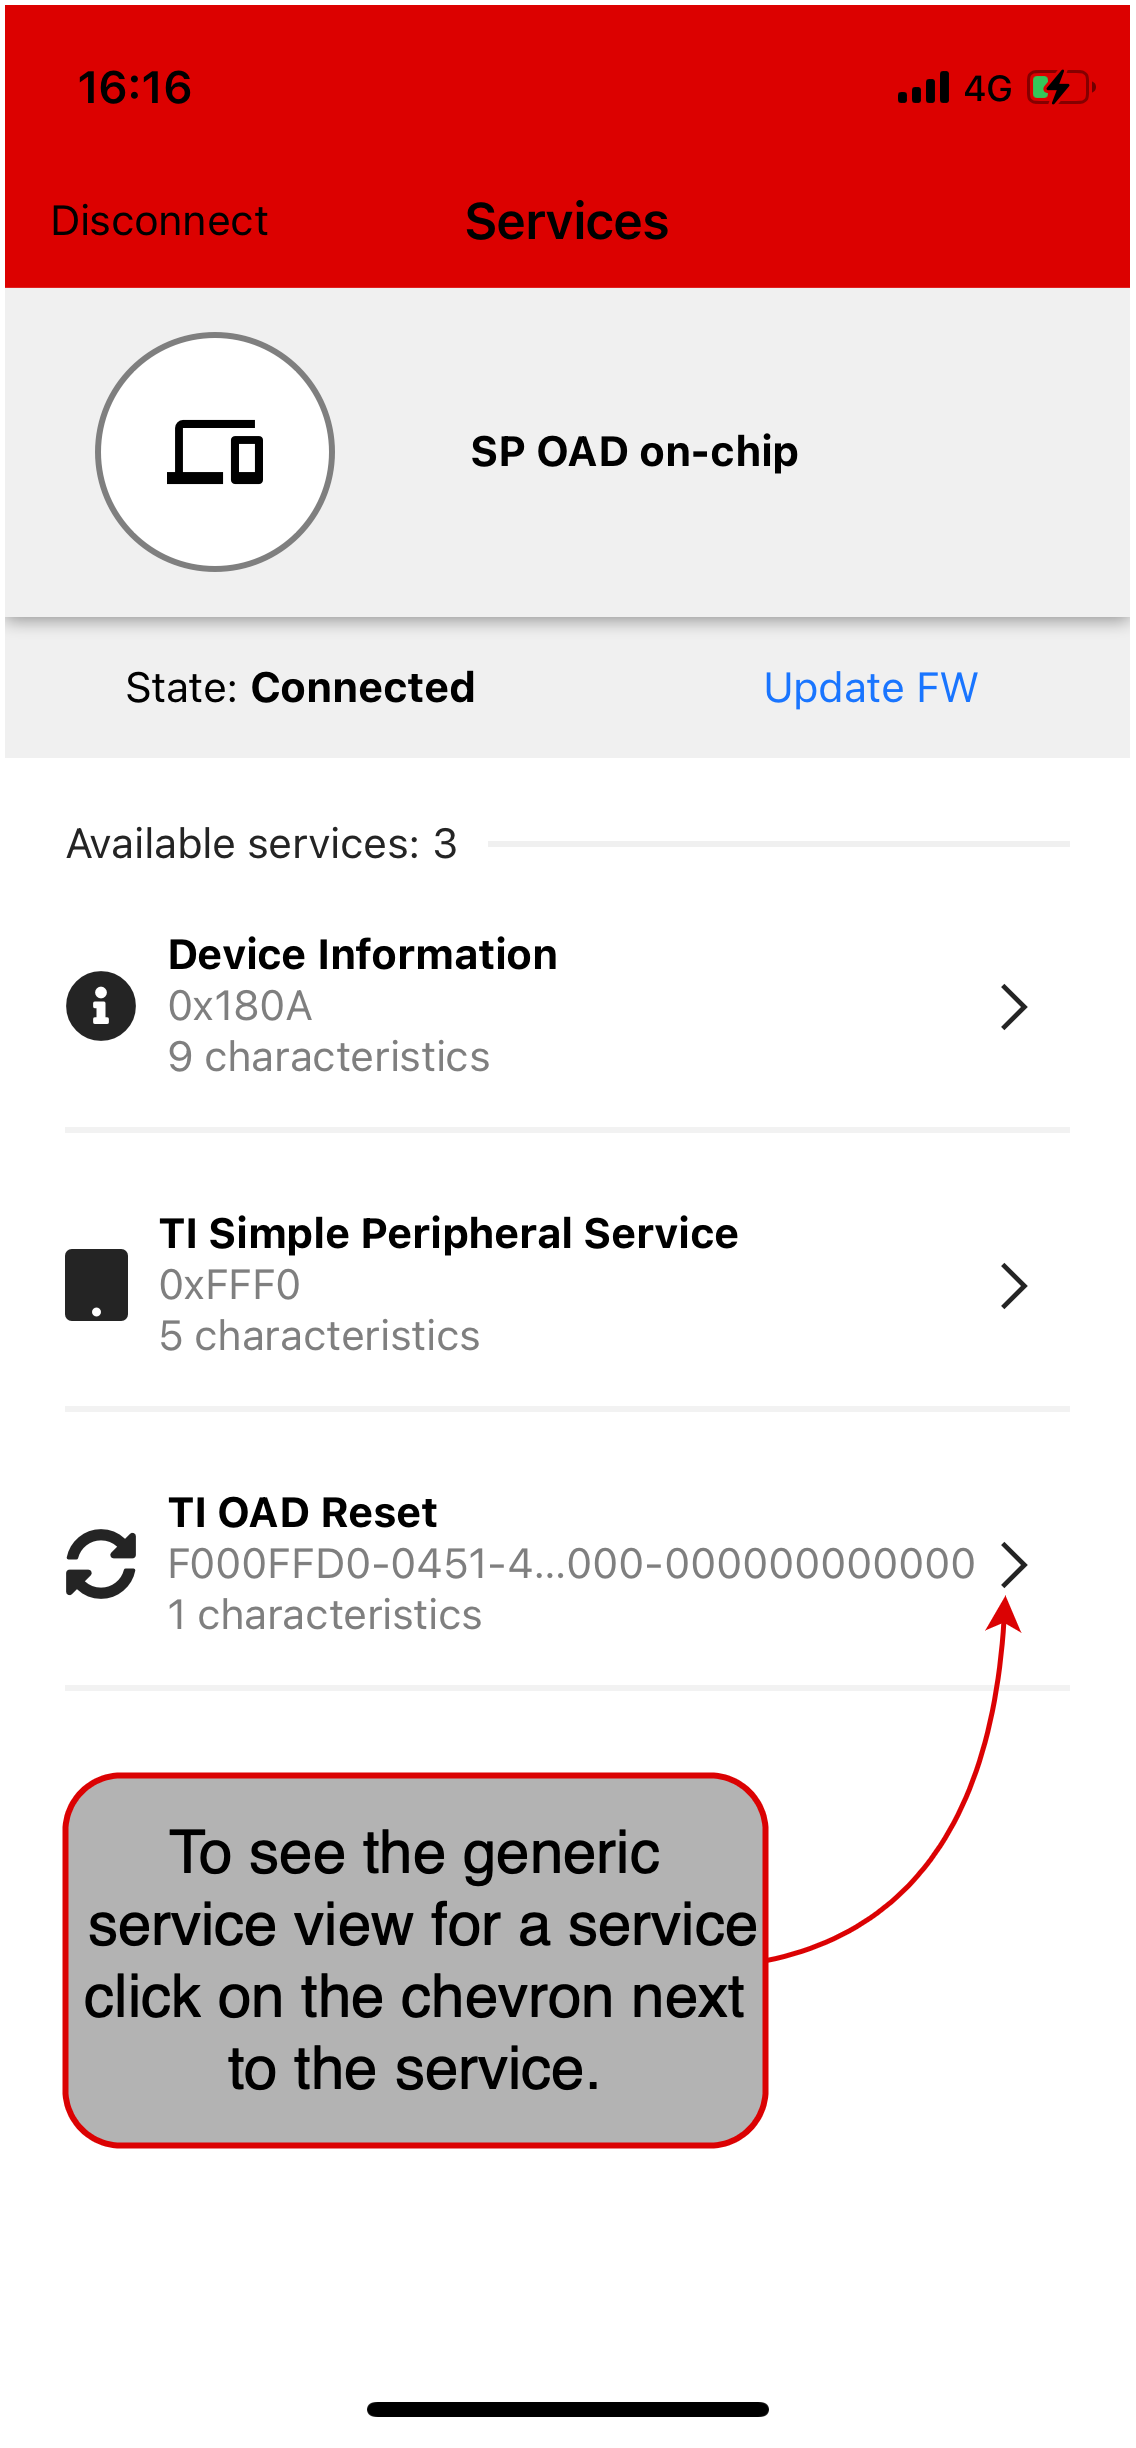 16:16
4G
Disconnect
Services
SP OAD on-chip
State: Connected
Update FW
Available services: 3
Device Information
0x180A
9 characteristics
TI Simple Peripheral Service
0xFFF0
5 characteristics
TI OAD Reset
F000FFD0-0451-4...000-000000000000
1 characteristics
To see the generic
service view for a service
click on the chevron next
to the service.